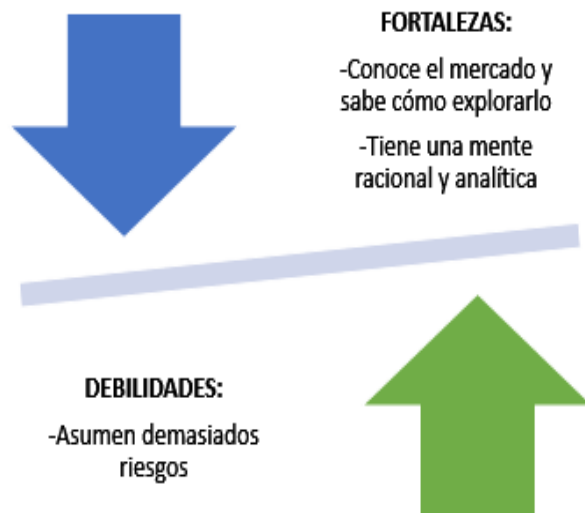 FORTALEZAS:
-Conoce el mercado y
sabe cómo explorarlo
-Tiene una mente
racional y analítica
DEBILIDADES:
-Asumen demasiados
riesgos